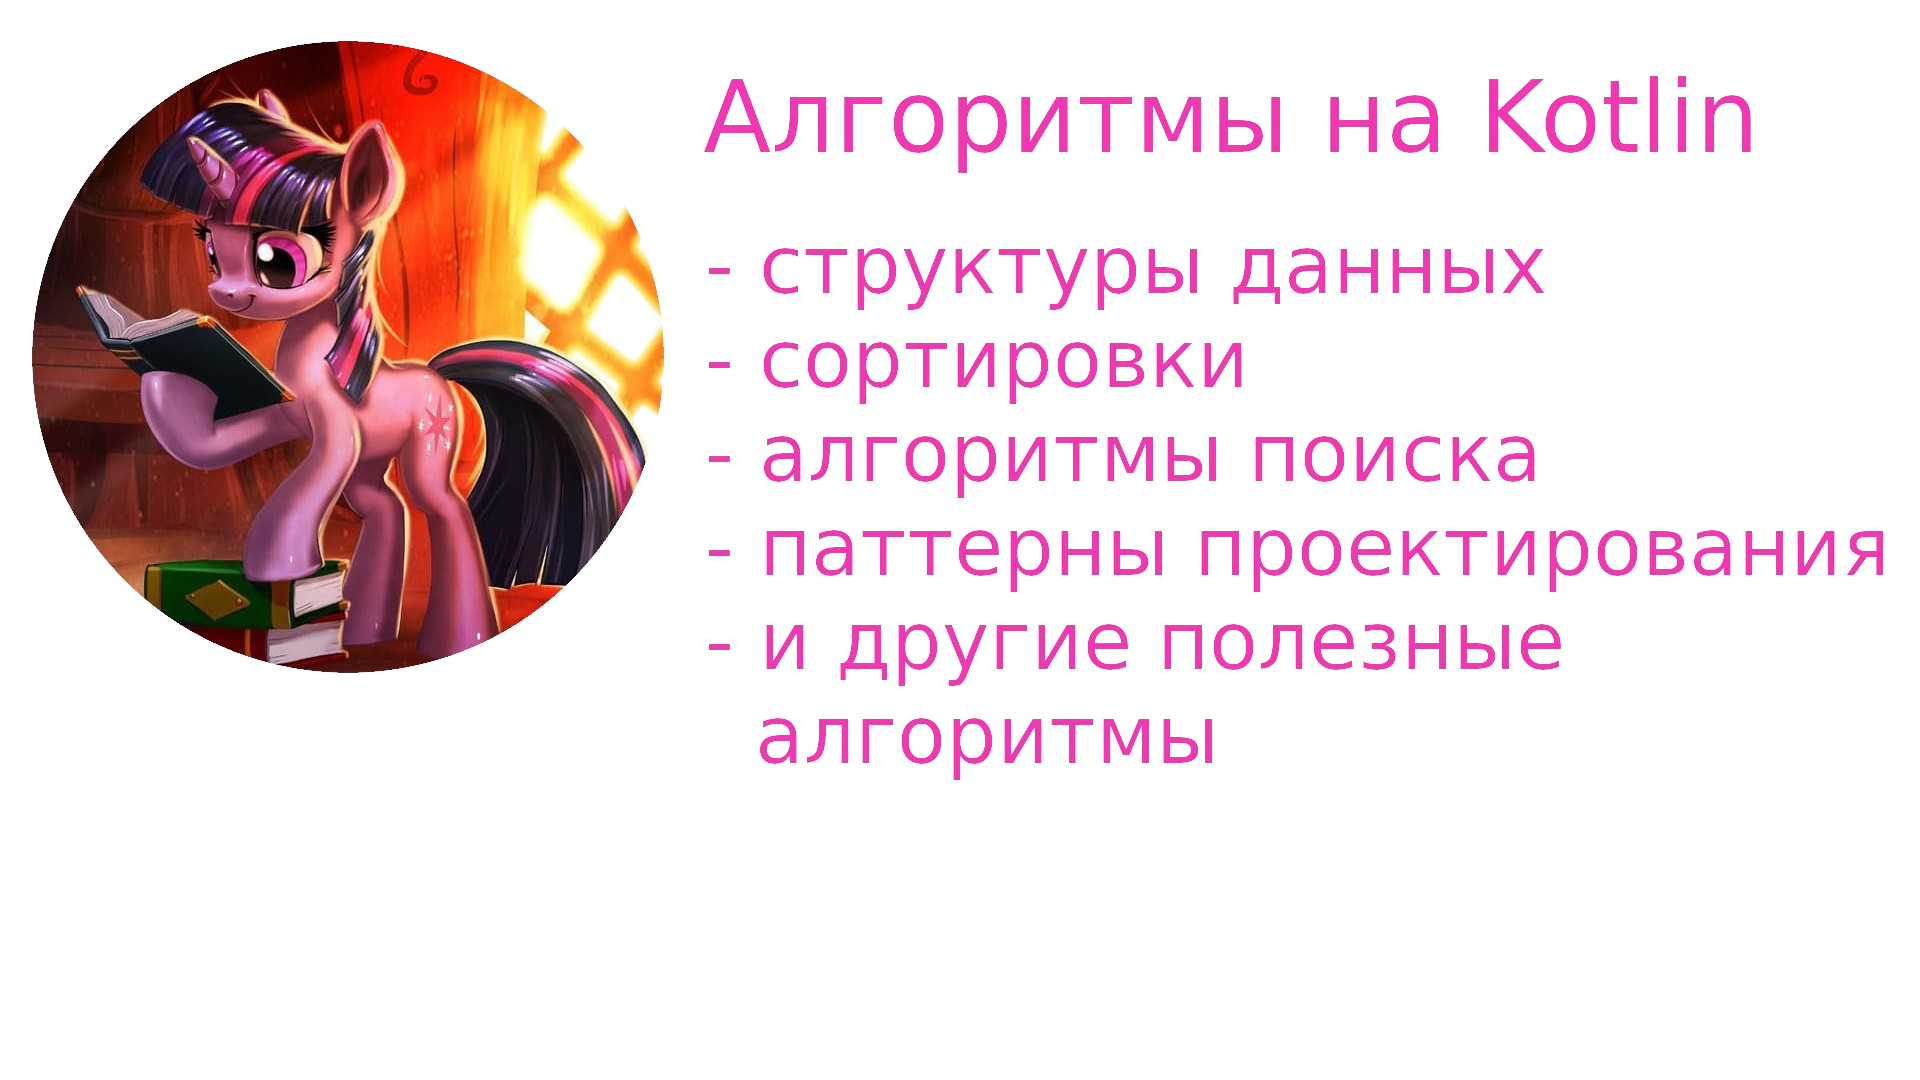 Алгоритмы на Kotlin
- структуры данных
- сортировки
- алгоритмы поиска
- паттерны проектирования
- и другие полезные
алгоритмы